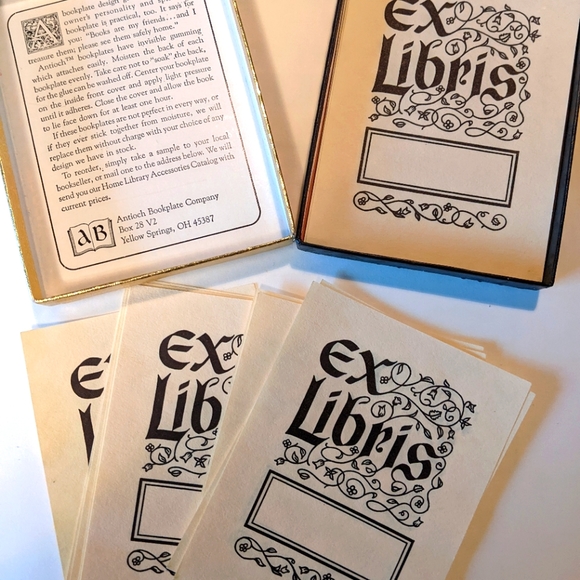 A bookplate design g
owner's personality and sp
bookplate is practical, too. It says for
you: "Books are my friends. . .and I
treasure them; please see them safely home."
Antioch™ bookplates have invisible gumming
which attaches easily. Moisten the back of each
bookplate evenly. Take care not to "soak" the back,
for the glue can be washed off. Center your bookplate
on the inside front cover and apply light pressure
until it adheres. Close the cover and allow the book
to lie face down for at least one hour.
If these bookplates are not perfect in every way, or
if they ever stick together from moisture, we will
replace them without charge with your choice of any
design we have in stock.
To reorder, simply take a sample to your local
bookseller, or mail one to the address below. We will
send you our Home Library Accessories Catalog with
current prices.
aB
Antioch Bookplate Company
Box 28 V2
Yellow Springs, OH 45387
Ex
Libris
Ex
Lib
Ex
Libris